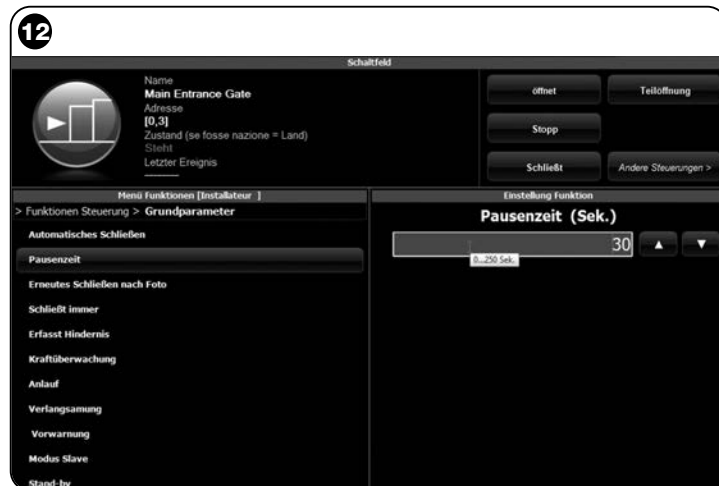 12
Schaltfeld
Name
Main Entrance Gate
Adresse
[0,3]
Zustand (se fosse nazione = Land)
Steht
Letzter Ereignis
öffnet
Teilöffnung
Stopp
Schließt
Andere Steuerungen >
Menü Funktionen [Installateur ]
> Funktionen Steuerung > Grundparameter
Automatisches Schließen
Pausenzeit
Erneutes Schließen nach Foto
Schließt immer
Erfasst Hindernis
Kraftüberwachung
Anlauf
Verlangsamung
Vorwarnung
Modus Slave
Stand-by
Einstellung Funktion
Pausenzeit (Sek.)
30
0...250 Sek.